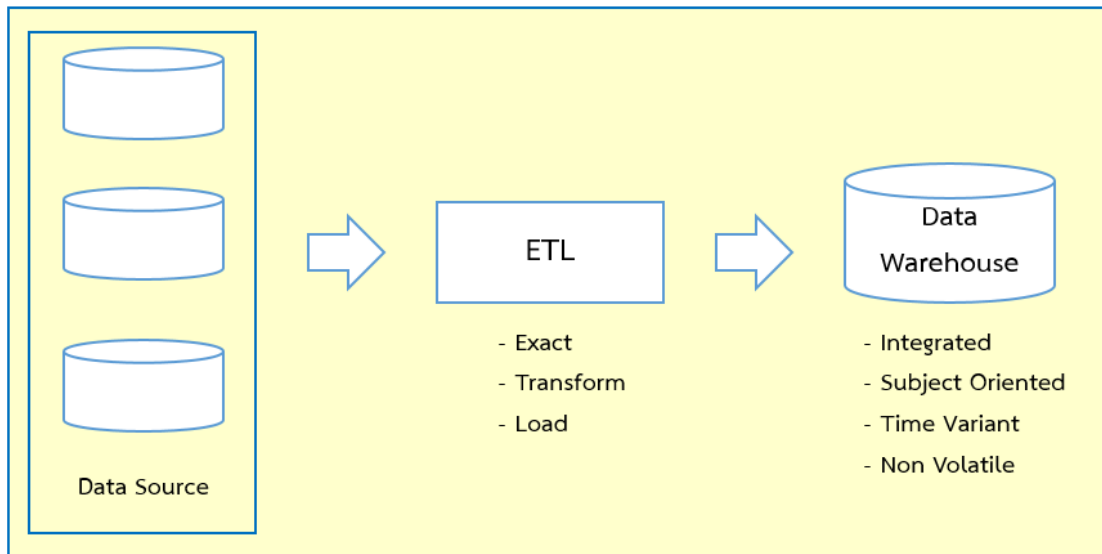 Data Source
ETL
- Exact
- Transform
- Load
Data
Warehouse
- Integrated
- Subject Oriented
- Time Variant
- Non Volatile